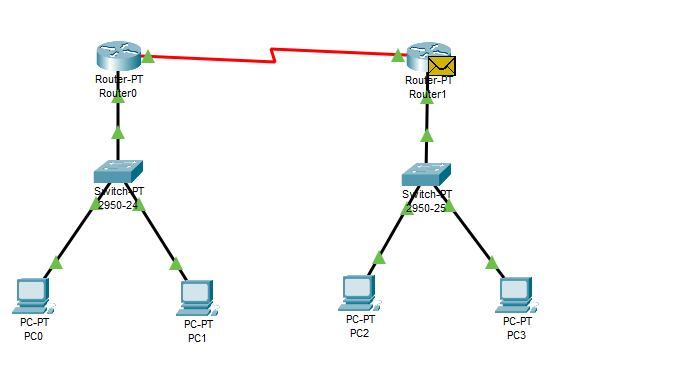 Router-PT
Router0
Router-PT
Router1
Switch-PT
2950-24
Switch-PT
2950-25
PC-PT
PC0
PC-PT
PC1
PC-PT
PC2
PC-PT
PC3